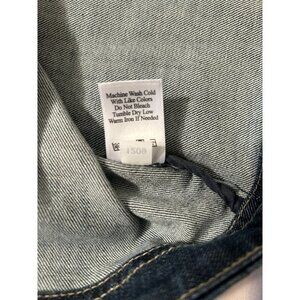 Machine Wash Cold
With Like Colors
Do Not Bleach
Tumble Dry Low
Warm Iron If Needed